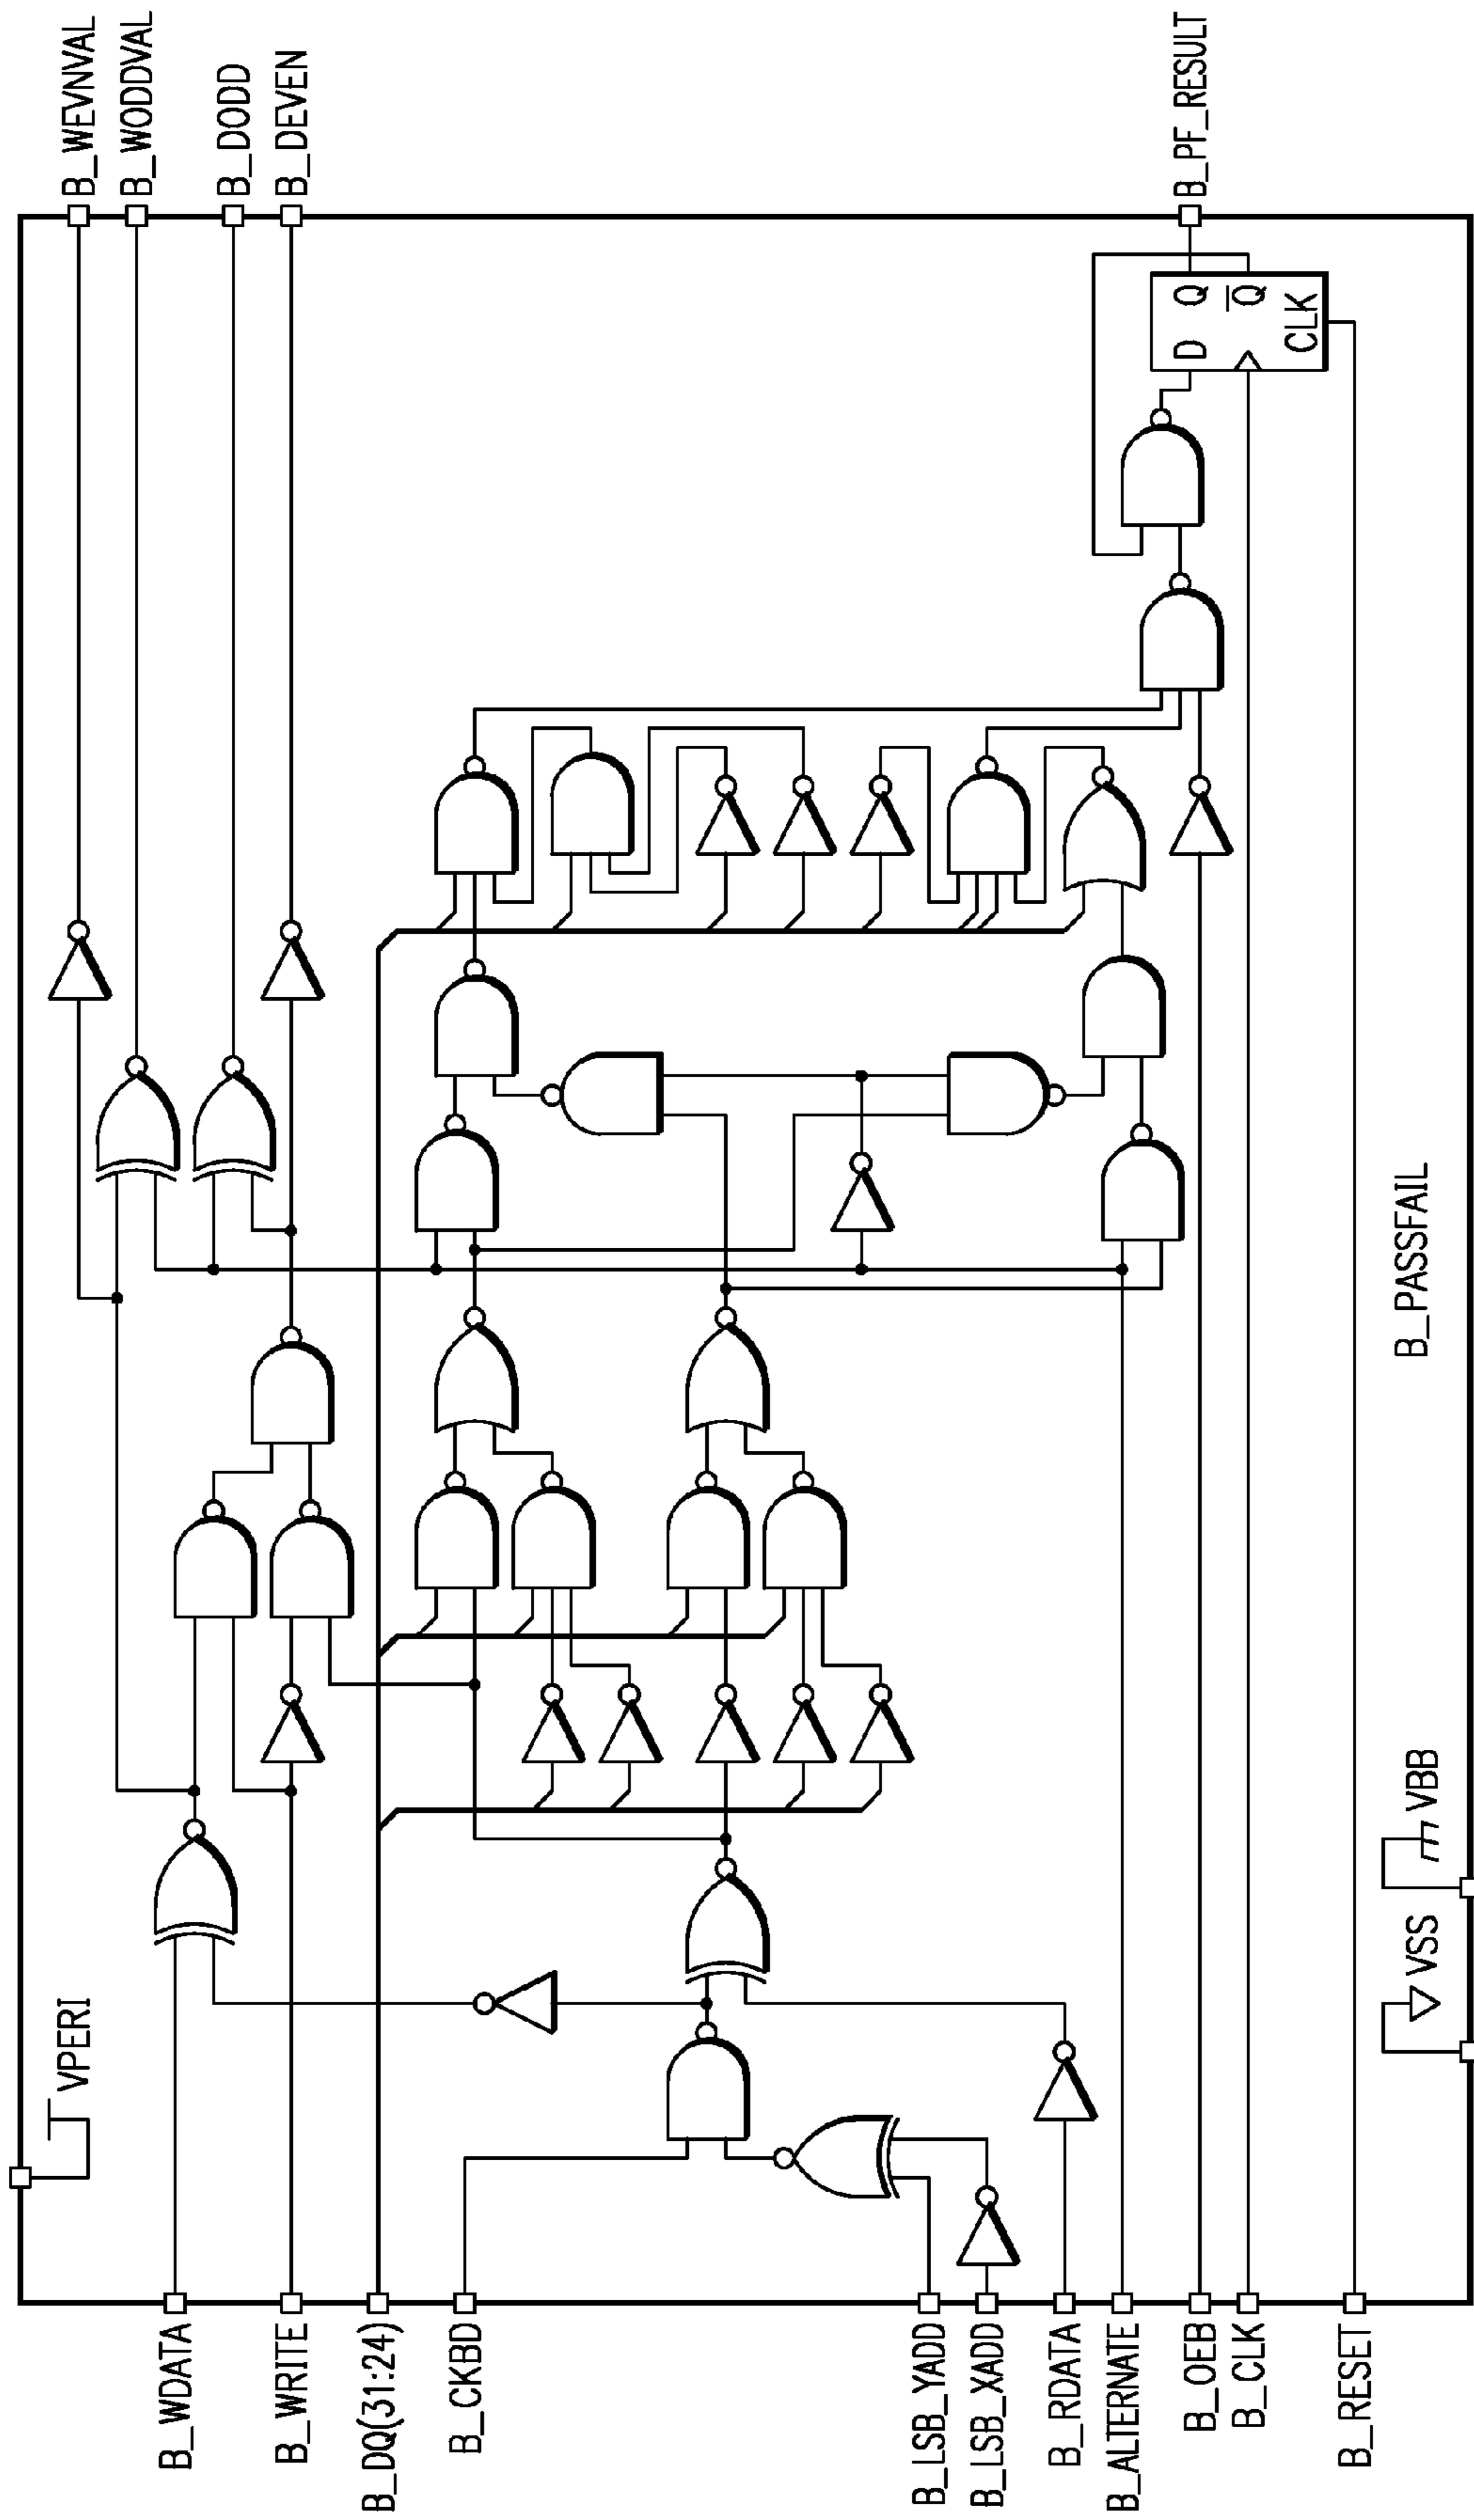 B_WEVNVAL
B_WODDVAL
B_DODD
B_DEVEN
B_PF_RESULT
D Q
Q
CLK
VPERI
B_WDATA
B_WRITE
B_DQ(31:24)
B_CKBD
B_LSB_YADD
B_LSB_XADD
B_RDATA
B_ALTERNATE
B_OEB
B_CLK
B_RESET
VSS
VBB
B_PASSFAIL